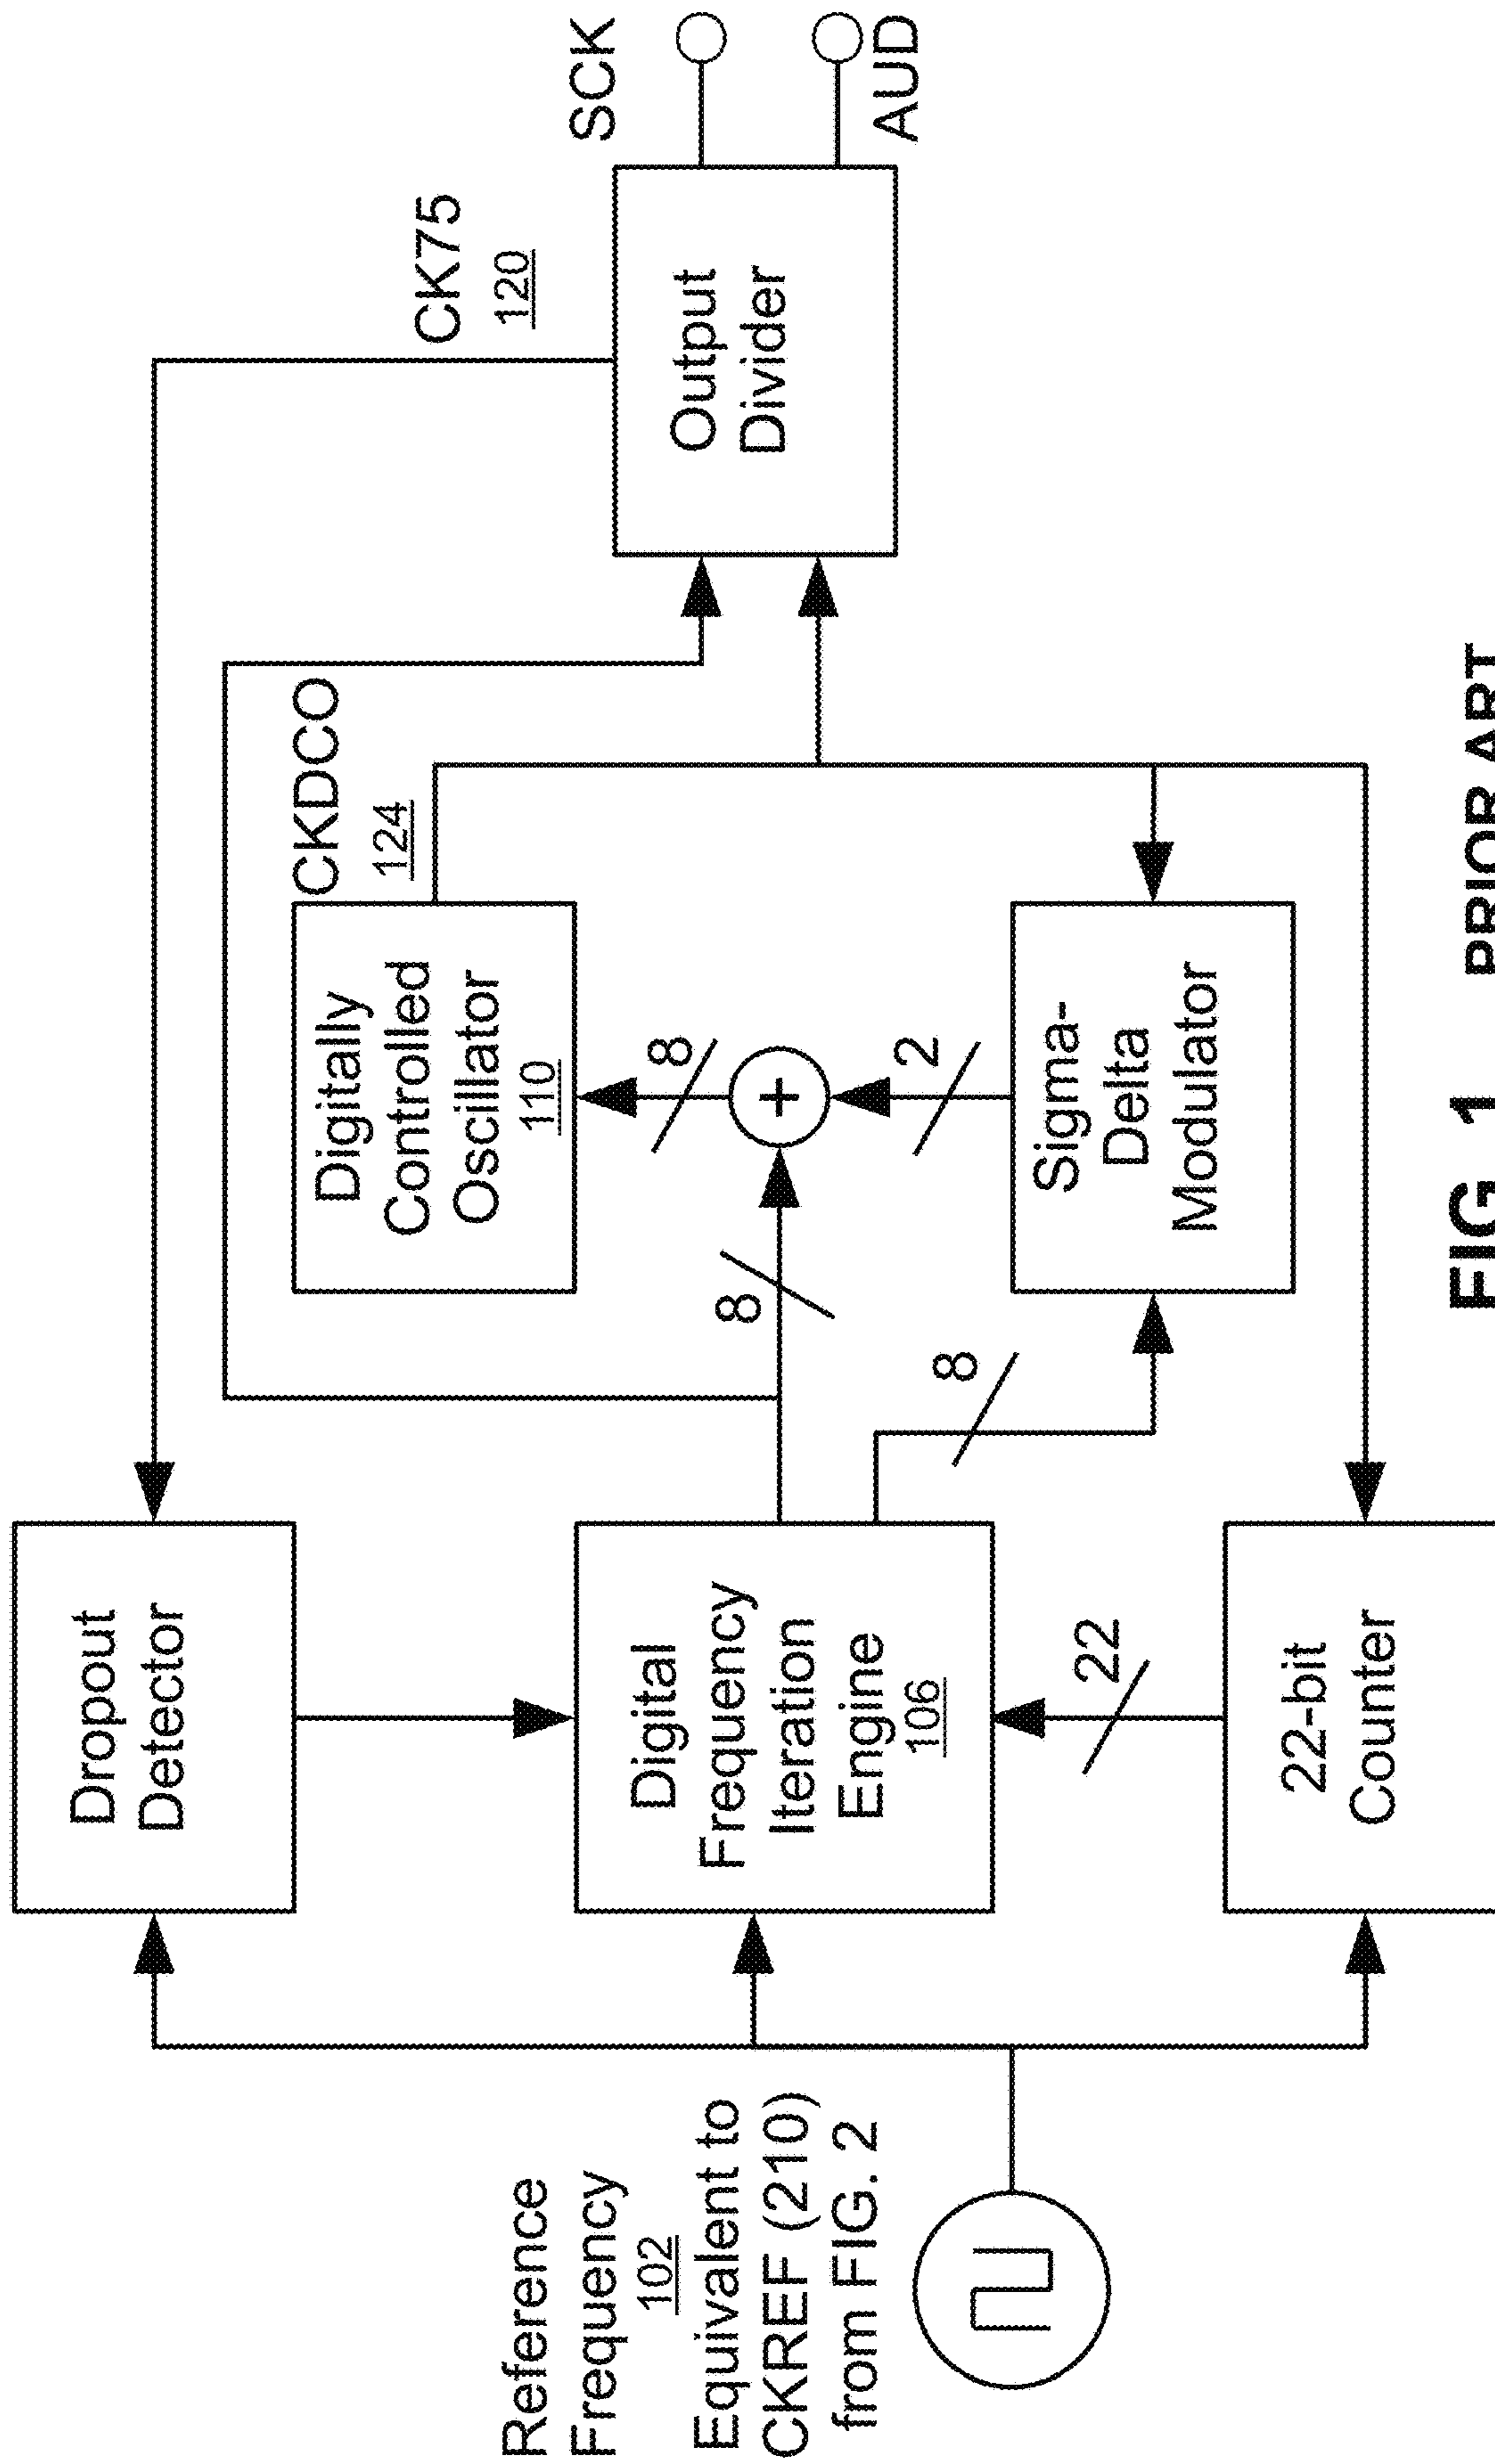 Reference
Frequency
102
Equivalent to
CKREF (210)
from FIG. 2
Dropout
Detector
Digital
Frequency
Iteration
Engine
106
22
22-bit
Counter
8
8
Digitally
Controlled
Oscillator
110
8
+
2
Sigma-
Delta
Modulator
CKDCO
124
CK75
120
Output
Divider
SCK
AUD
FIG. 1 PRIOR ART